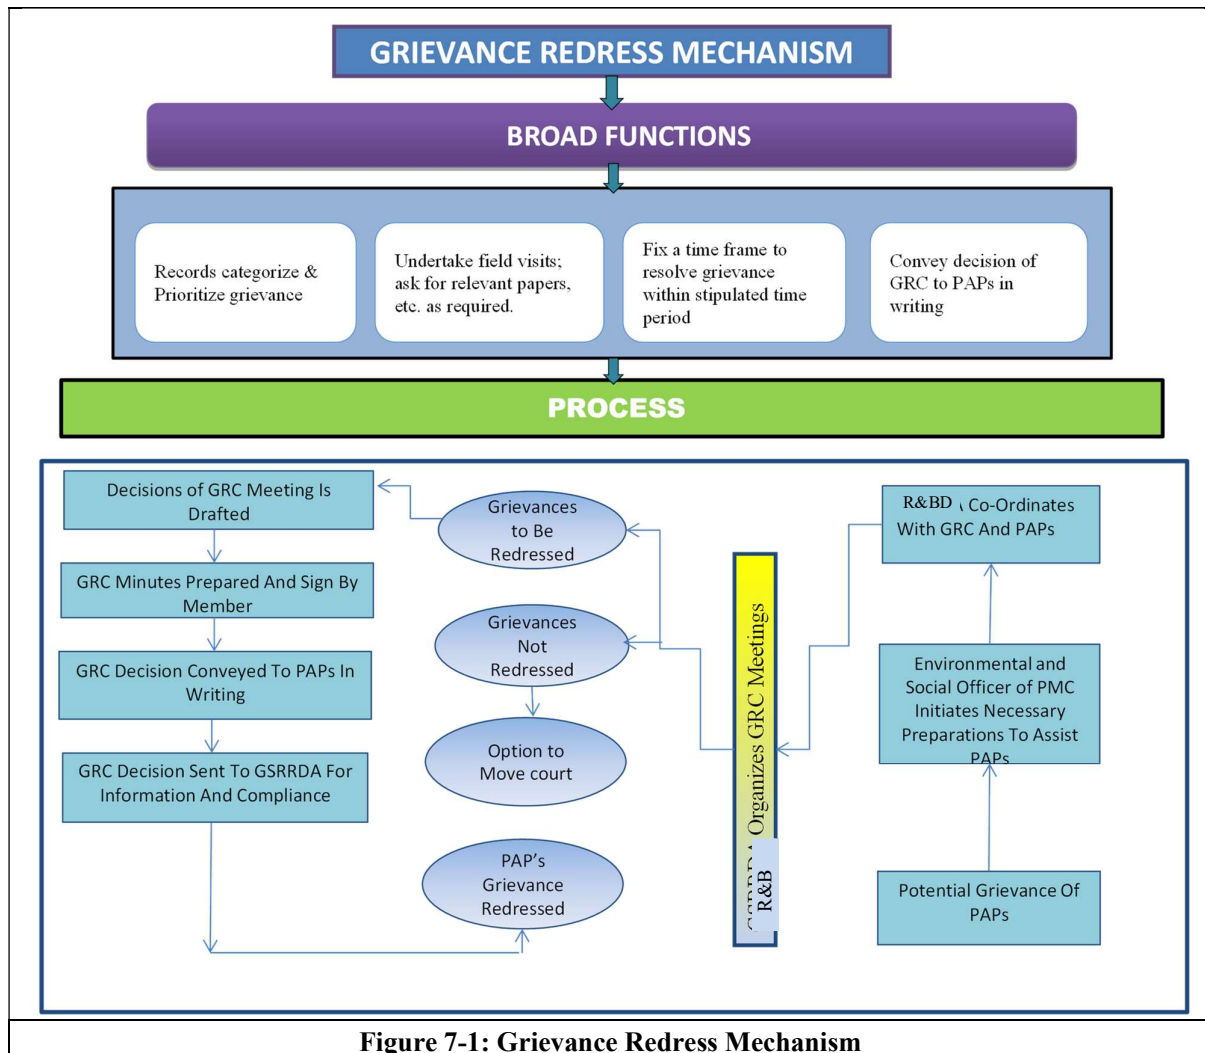 GRIEVANCE REDRESS MECHANISM
BROAD FUNCTIONS
Records categorize &
Prioritize grievance
Undertake field visits;
ask for relevant papers,
etc. as required.
Fix a time frame to
resolve grievance
within stipulated time
period
Convey decision of
GRC to PAPs in
writing
PROCESS
Decisions of GRC Meeting Is
Drafted
GRC Minutes Prepared And Sign By
Member
GRC Decision Conveyed To PAPs In
Writing
GRC Decision Sent To GSRRDA For
Information And Compliance
Grievances
to Be
Redressed
Grievances
Not
Redressed
Option to
Move court
PAP's
Grievance
Redressed
Organizes GRC Meetings
R&B
R&BD Co-Ordinates
With GRC And PAPs
Environmental and
Social Officer of PMC
Initiates Necessary
Preparations To Assist
PAPs
Potential Grievance Of
PAPs
Figure 7-1: Grievance Redress Mechanism